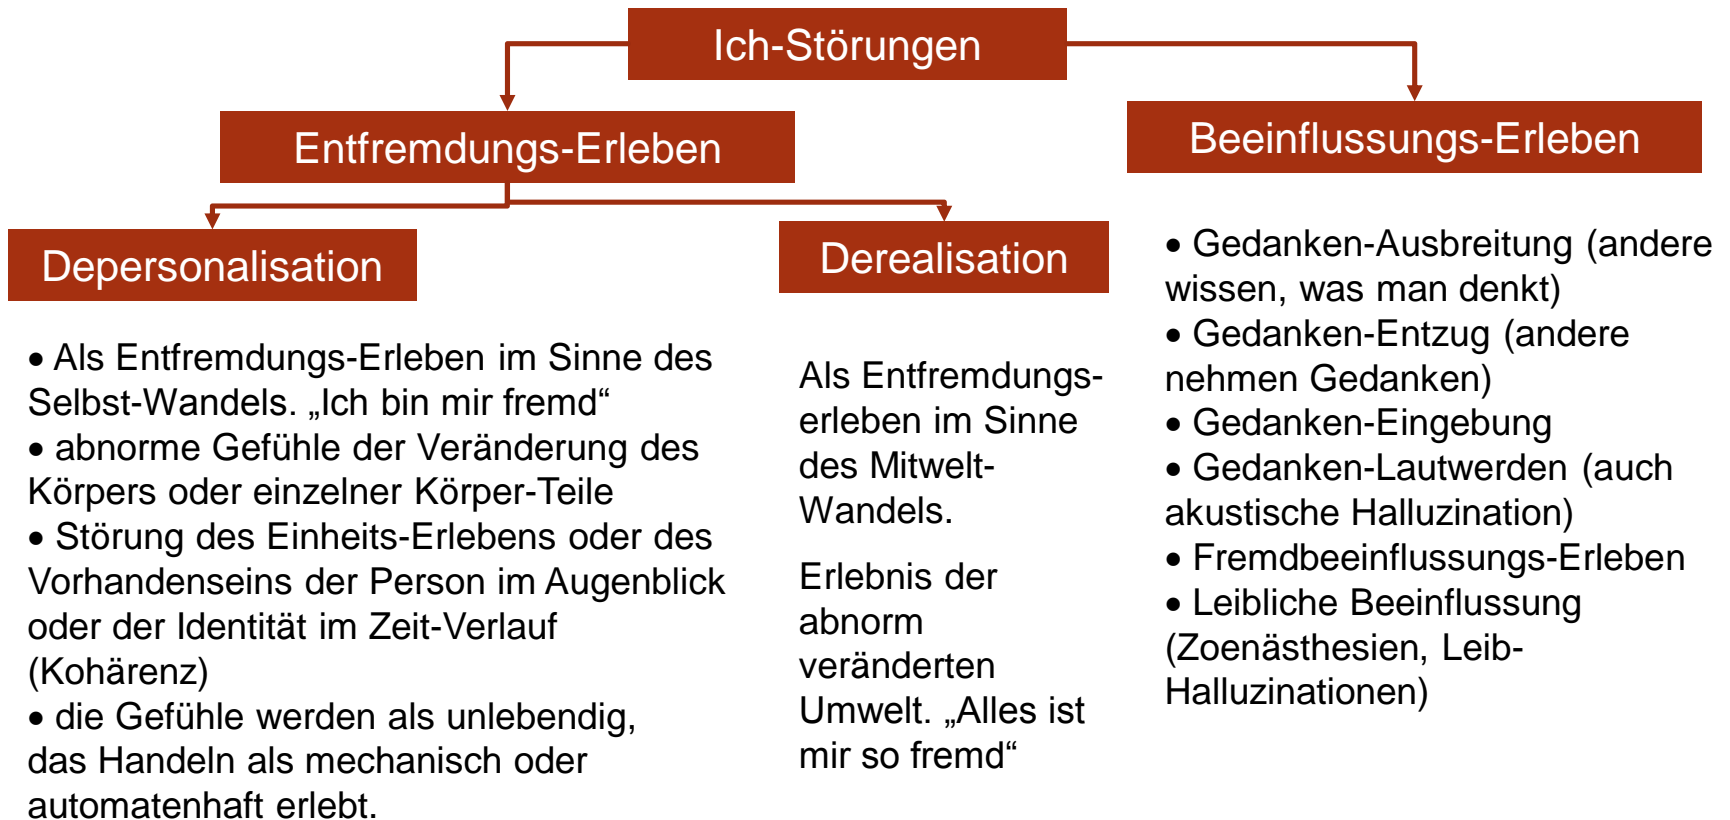 Ich-Störungen
Entfremdungs-Erleben
Beeinflussungs-Erleben
Depersonalisation
Derealisation
• Als Entfremdungs-Erleben im Sinne des
Selbst-Wandels. „Ich bin mir fremd“
• abnorme Gefühle der Veränderung des
Körpers oder einzelner Körper-Teile
• Störung des Einheits-Erlebens oder des
Vorhandenseins der Person im Augenblick
oder der Identität im Zeit-Verlauf
(Kohärenz)
• die Gefühle werden als unlebendig,
das Handeln als mechanisch oder
automatenhaft erlebt.
Als Entfremdungs-
erleben im Sinne
des Mitwelt-
Wandels.
Erlebnis der
abnorm
veränderten
Umwelt. „Alles ist
mir so fremd“
• Gedanken-Ausbreitung (andere
wissen, was man denkt)
• Gedanken-Entzug (andere
nehmen Gedanken)
• Gedanken-Eingebung
• Gedanken-Lautwerden (auch
akustische Halluzination)
• Fremdbeeinflussungs-Erleben
• Leibliche Beeinflussung
(Zoenästhesien, Leib-
Halluzinationen)